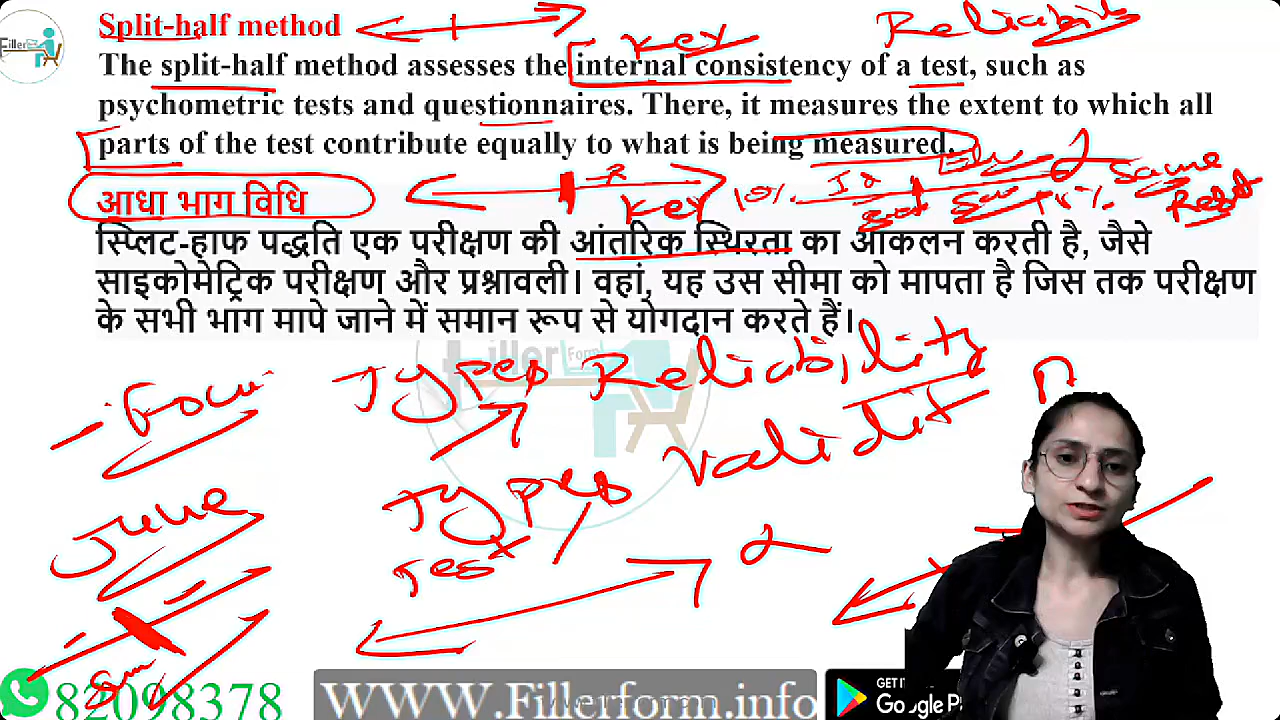 Split-half method
Reliability
Key
The split-half method assesses the internal consistency of a test, such as
psychometric tests and questionnaires. There, it measures the extent to which all
parts of the test contribute equally to what is being measured.
आधा भाग विधि
Key
10%
Same
स्प्लिट-हाफ पद्धति एक परीक्षण की आंतरिक स्थिरता का आकलन करती है, जैसे
साइकोमेट्रिक परीक्षण और प्रश्नावली। वहां, यह उस सीमा को मापता है जिस तक परीक्षण
के सभी भाग मापे जाने में समान रूप से योगदान करते हैं।
Types Reliability
Types validity
June
Test
82098378
WWW.Fillerform.info
GET IT
Google P